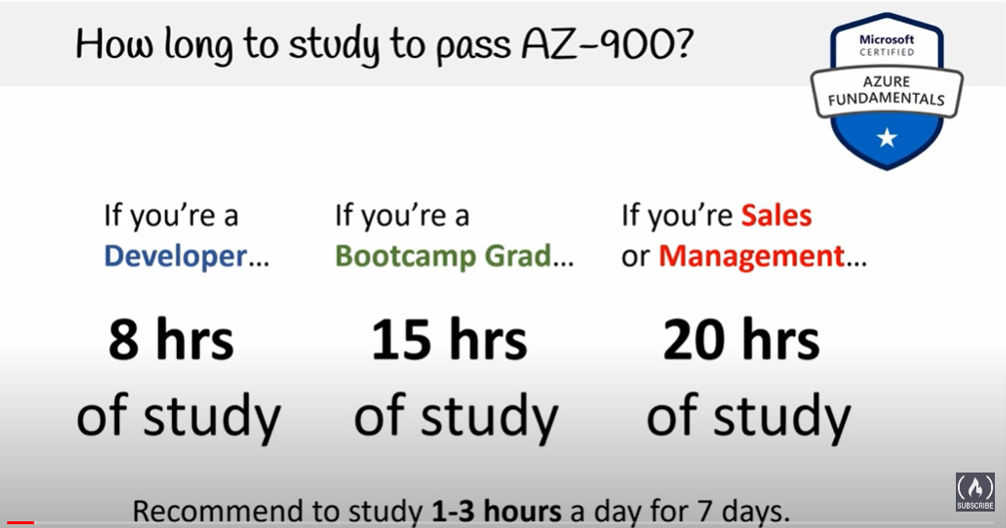 How long to study to pass AZ-900?
Microsoft
CERTIFIED
AZURE
FUNDAMENTALS
If you’re a
Developer...
8 hrs
of study
If you’re a
Bootcamp Grad...
15 hrs
of study
If you’re Sales
or Management...
20 hrs
of study
Recommend to study 1-3 hours a day for 7 days.
SUBSCRIBE